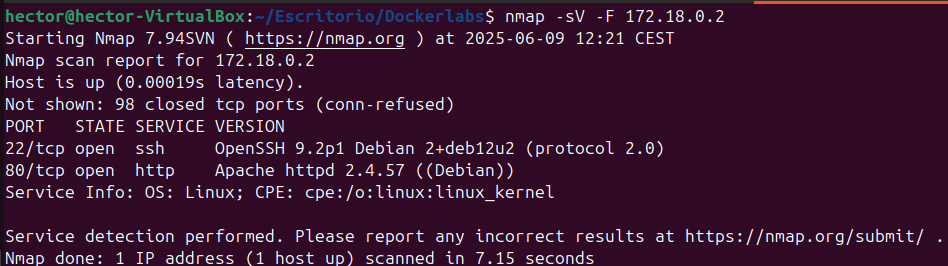 hector@hector-VirtualBox:~/Escritorio/Dockerlabs$ nmap -sV -F 172.18.0.2
Starting Nmap 7.94SVN ( https://nmap.org ) at 2025-06-09 12:21 CEST
Nmap scan report for 172.18.0.2
Host is up (0.00019s latency).
Not shown: 98 closed tcp ports (conn-refused)
PORT   STATE SERVICE VERSION
22/tcp open  ssh     OpenSSH 9.2p1 Debian 2+deb12u2 (protocol 2.0)
80/tcp open  http    Apache httpd 2.4.57 ((Debian))
Service Info: OS: Linux; CPE: cpe:/o:linux:linux_kernel

Service detection performed. Please report any incorrect results at https://nmap.org/submit/ .
Nmap done: 1 IP address (1 host up) scanned in 7.15 seconds